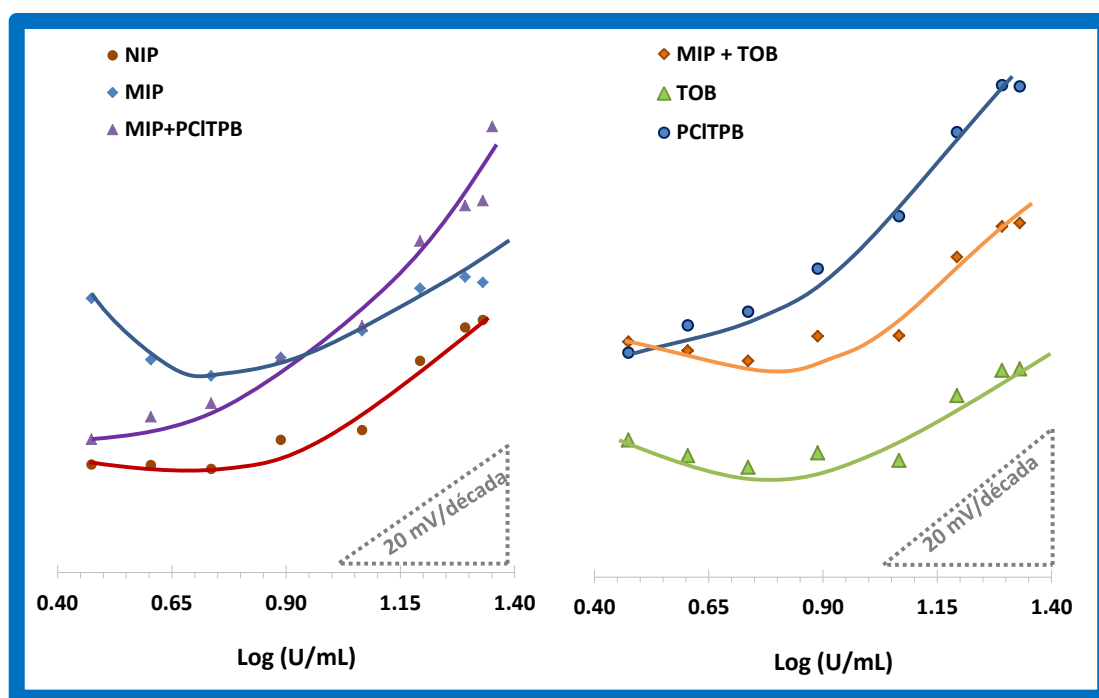 NIP
MIP
MIP+PClTPB
20 mV/década
0.40 0.65 0.90 1.15 1.40
Log (U/mL)
MIP + TOB
TOB
PClTPB
20 mV/década
0.40 0.65 0.90 1.15 1.40
Log (U/mL)